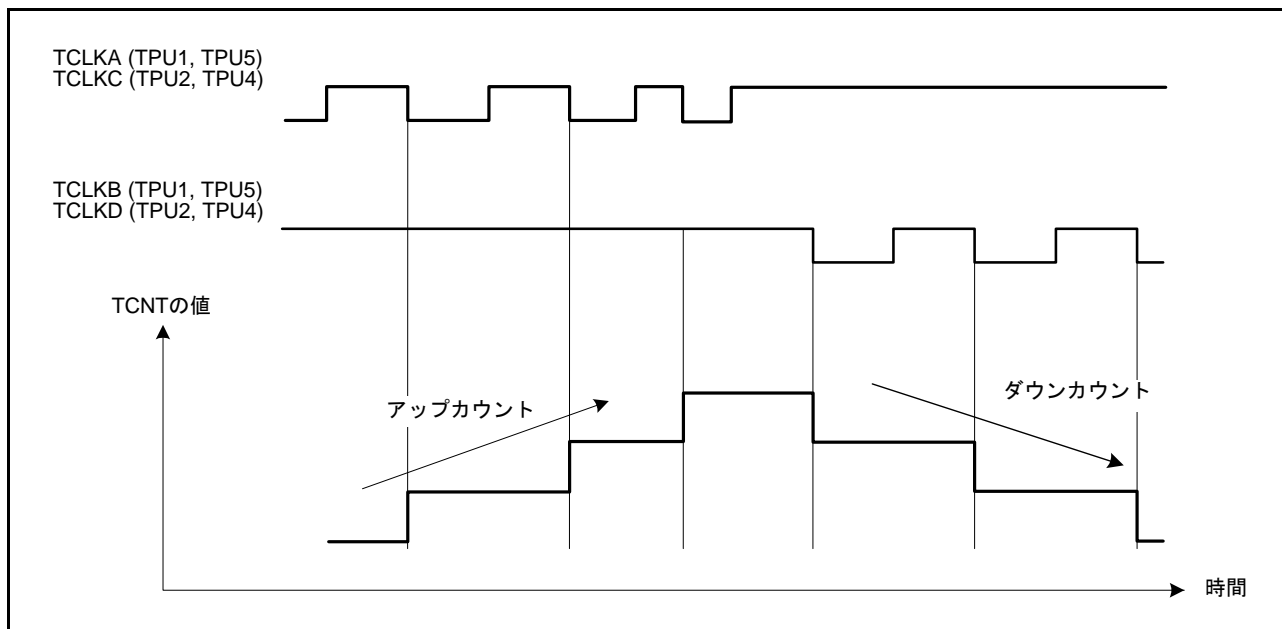 TCLKA (TPU1, TPU5)
TCLKC (TPU2, TPU4)
TCLKB (TPU1, TPU5)
TCLKD (TPU2, TPU4)
TCNTの値
アップカウント
ダウンカウント
時間